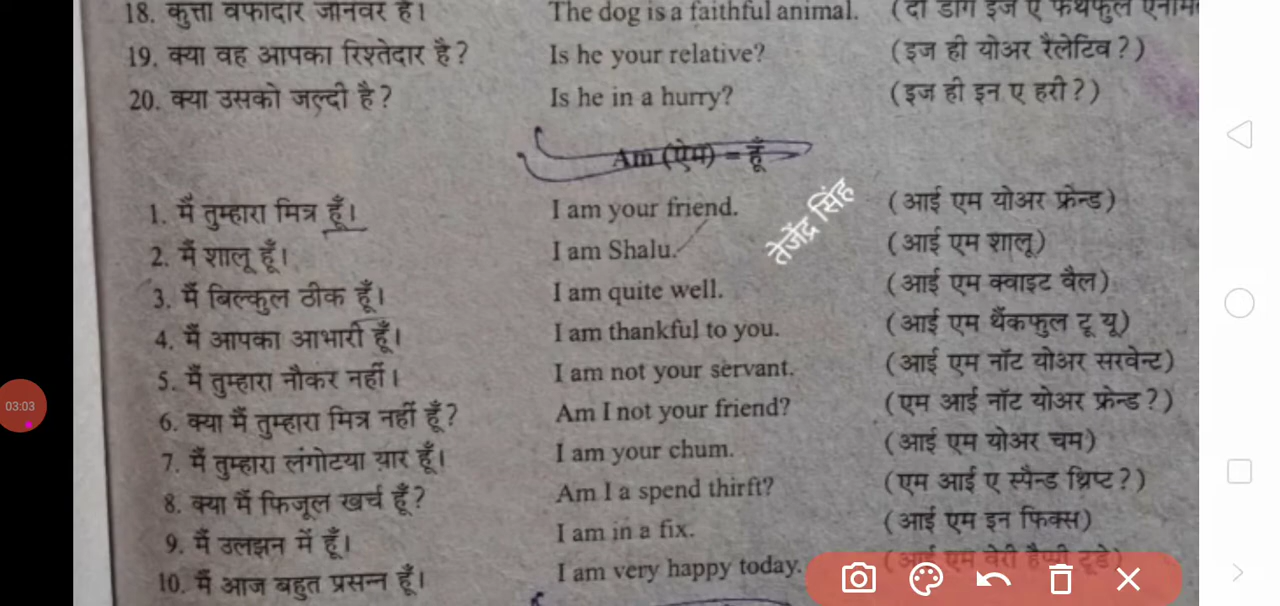 18. कुत्ता वफादार जानवर है। The dog is a faithful animal. (दी डॉग इज ए फेथफुल
19. क्या वह आपका रिश्तेदार है? Is he your relative? (इज ही योअर रैलेटिव?)
20. क्या उसको जल्दी है? Is he in a hurry? (इज ही इन ए हरी?)
Am (ऐम) = हूँ
1. मैं तुम्हारा मित्र हूँ। I am your friend. (आई एम योअर फ्रेन्ड)
2. मैं शालू हूँ। I am Shalu. (आई एम शालू)
तेजेंद्र सिंह
3. मैं बिल्कुल ठीक हूँ। I am quite well. (आई एम क्वाइट वैल)
4. मैं आपका आभारी हूँ। I am thankful to you. (आई एम थैंकफुल टू यू)
5. मैं तुम्हारा नौकर नहीं। I am not your servant. (आई एम नॉट योअर सरवेन्ट)
6. क्या मैं तुम्हारा मित्र नहीं हूँ? Am I not your friend? (एम आई नॉट योअर फ्रेन्ड?)
7. मैं तुम्हारा लंगोटया यार हूँ। I am your chum. (आई एम योअर चम)
8. क्या मैं फिजूल खर्च हूँ? Am I a spend thirft? (एम आई ए स्पैन्ड थ्रिप्ट?)
9. मैं उलझन में हूँ। I am in a fix. (आई एम इन फिक्स)
10. मैं आज बहुत प्रसन्न हूँ। I am very happy today. (आई एम वेरी हैप्पी टूडे)
03:03